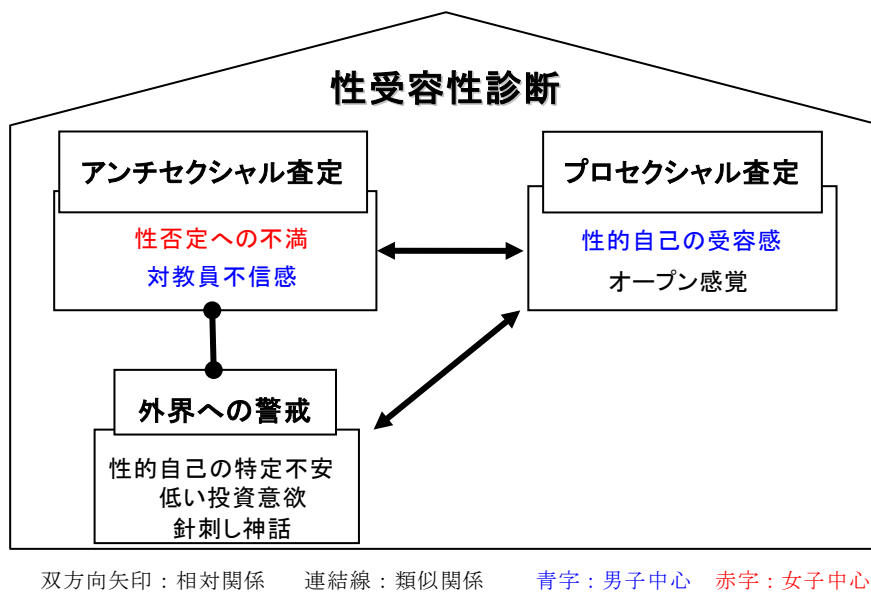 性受容性診断
アンチセクシャル査定
性否定への不満
対教員不信感
プロセクシャル査定
性的自己の受容感
オープン感覚
外界への警戒
性的自己の特定不安
低い投資意欲
針刺し神話
双方向矢印：相対関係　連結線：類似関係　青字：男子中心　赤字：女子中心